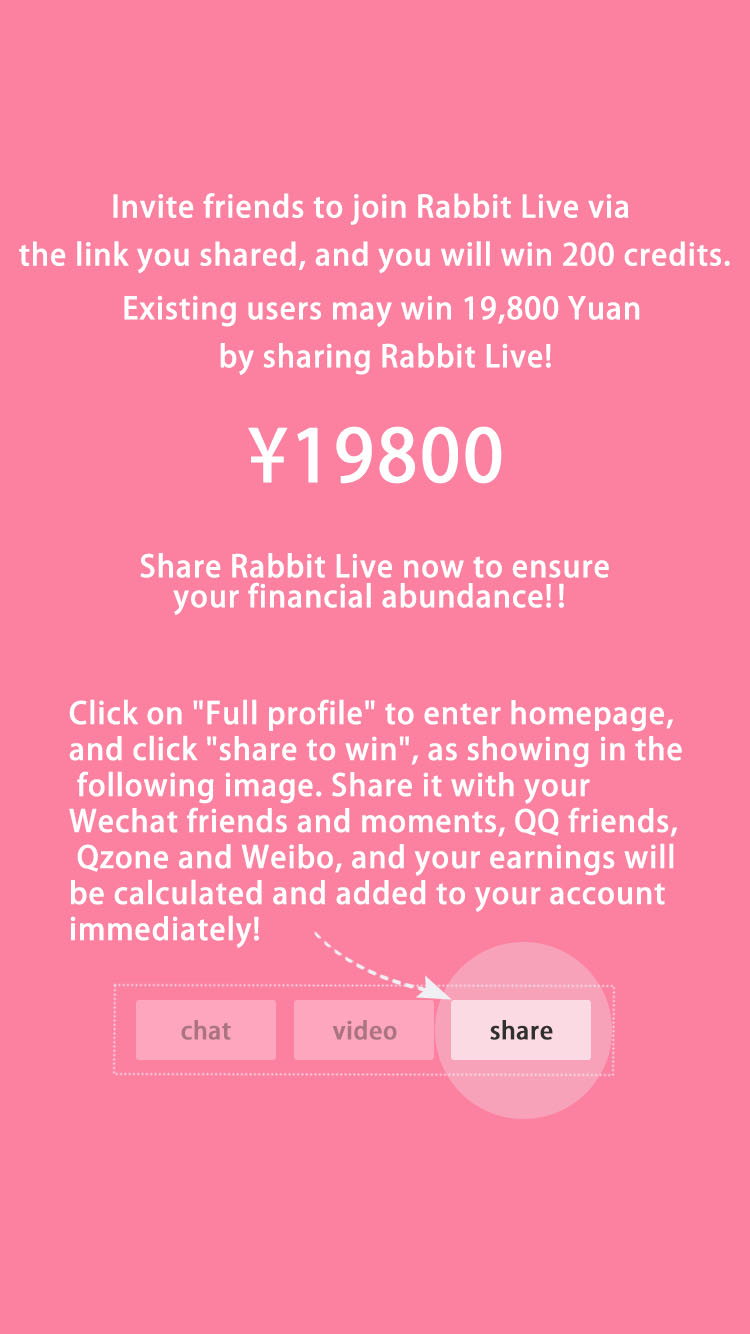 Invite friends to join Rabbit Live via
the link you shared, and you will win 200 credits.
Existing users may win 19,800 Yuan
by sharing Rabbit Live!
¥19800
Share Rabbit Live now to ensure
your financial abundance!!
Click on "Full profile" to enter homepage,
and click "share to win", as showing in the
following image. Share it with your
Wechat friends and moments, QQ friends,
Qzone and Weibo, and your earnings will
be calculated and added to your account
immediately!
chat video share